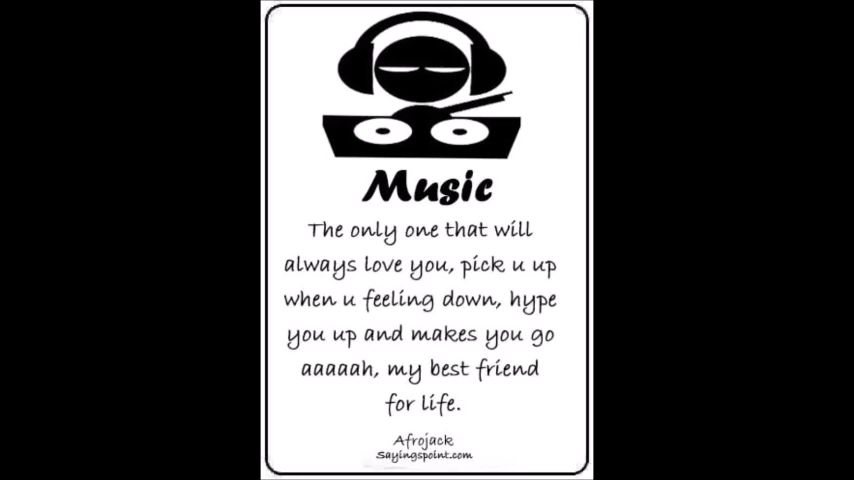 Music
The only one that will
always love you, pick u up
when u feeling down, hype
you up and makes you go
aaaaah, my best friend
for life.
Afrojack
Sayingspoint.com